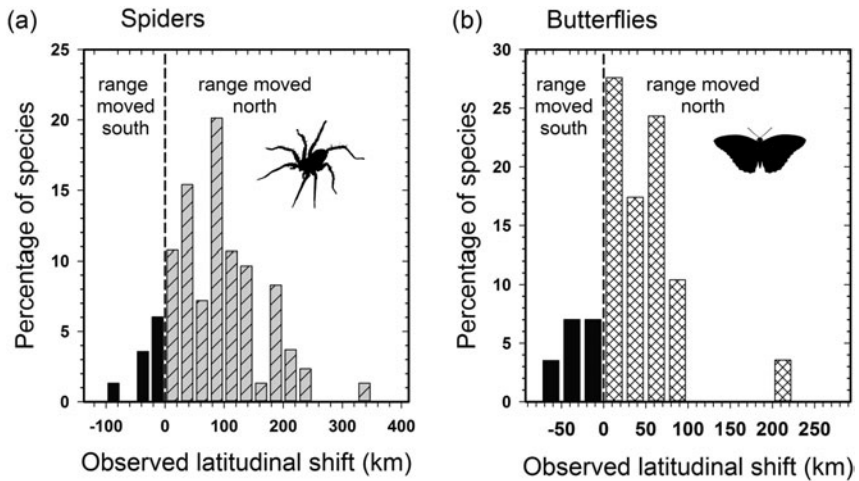 (a) Spiders
25
20
15
10
5
0
Percentage of species
range
moved
south
range moved
north
-100 0 100 200 300 400
Observed latitudinal shift (km)
(b) Butterflies
30
25
20
15
10
5
0
Percentage of species
range
moved
south
range moved
north
-50 0 50 100 150 200 250
Observed latitudinal shift (km)